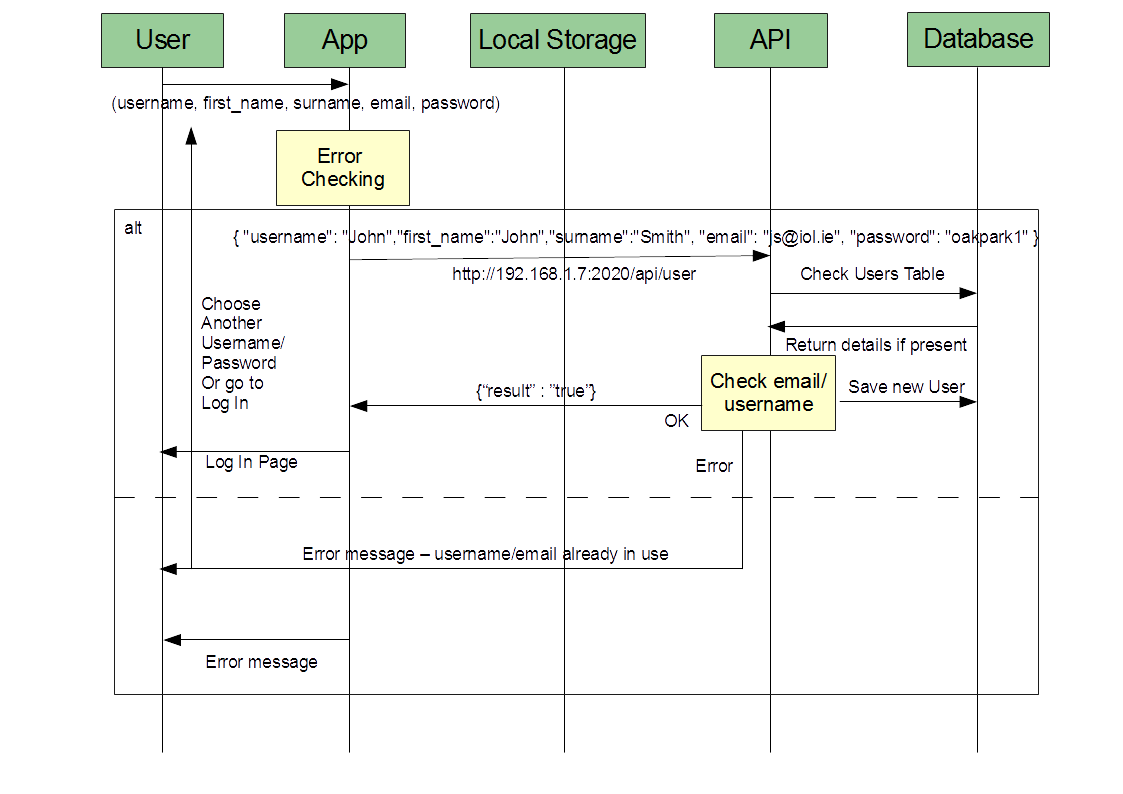 User
App
Local Storage
API
Database
(username, first_name, surname, email, password)
Error
Checking
alt
{ "username": "John","first_name":"John","surname":"Smith", "email": "js@iol.ie", "password": "oakpark1" }
http://192.168.1.7:2020/api/user
Check Users Table
Choose
Another
Username/
Password
Or go to
Log In
Return details if present
Check email/
username
Save new User
{“result” : ”true”}
OK
Log In Page
Error
Error message – username/email already in use
Error message